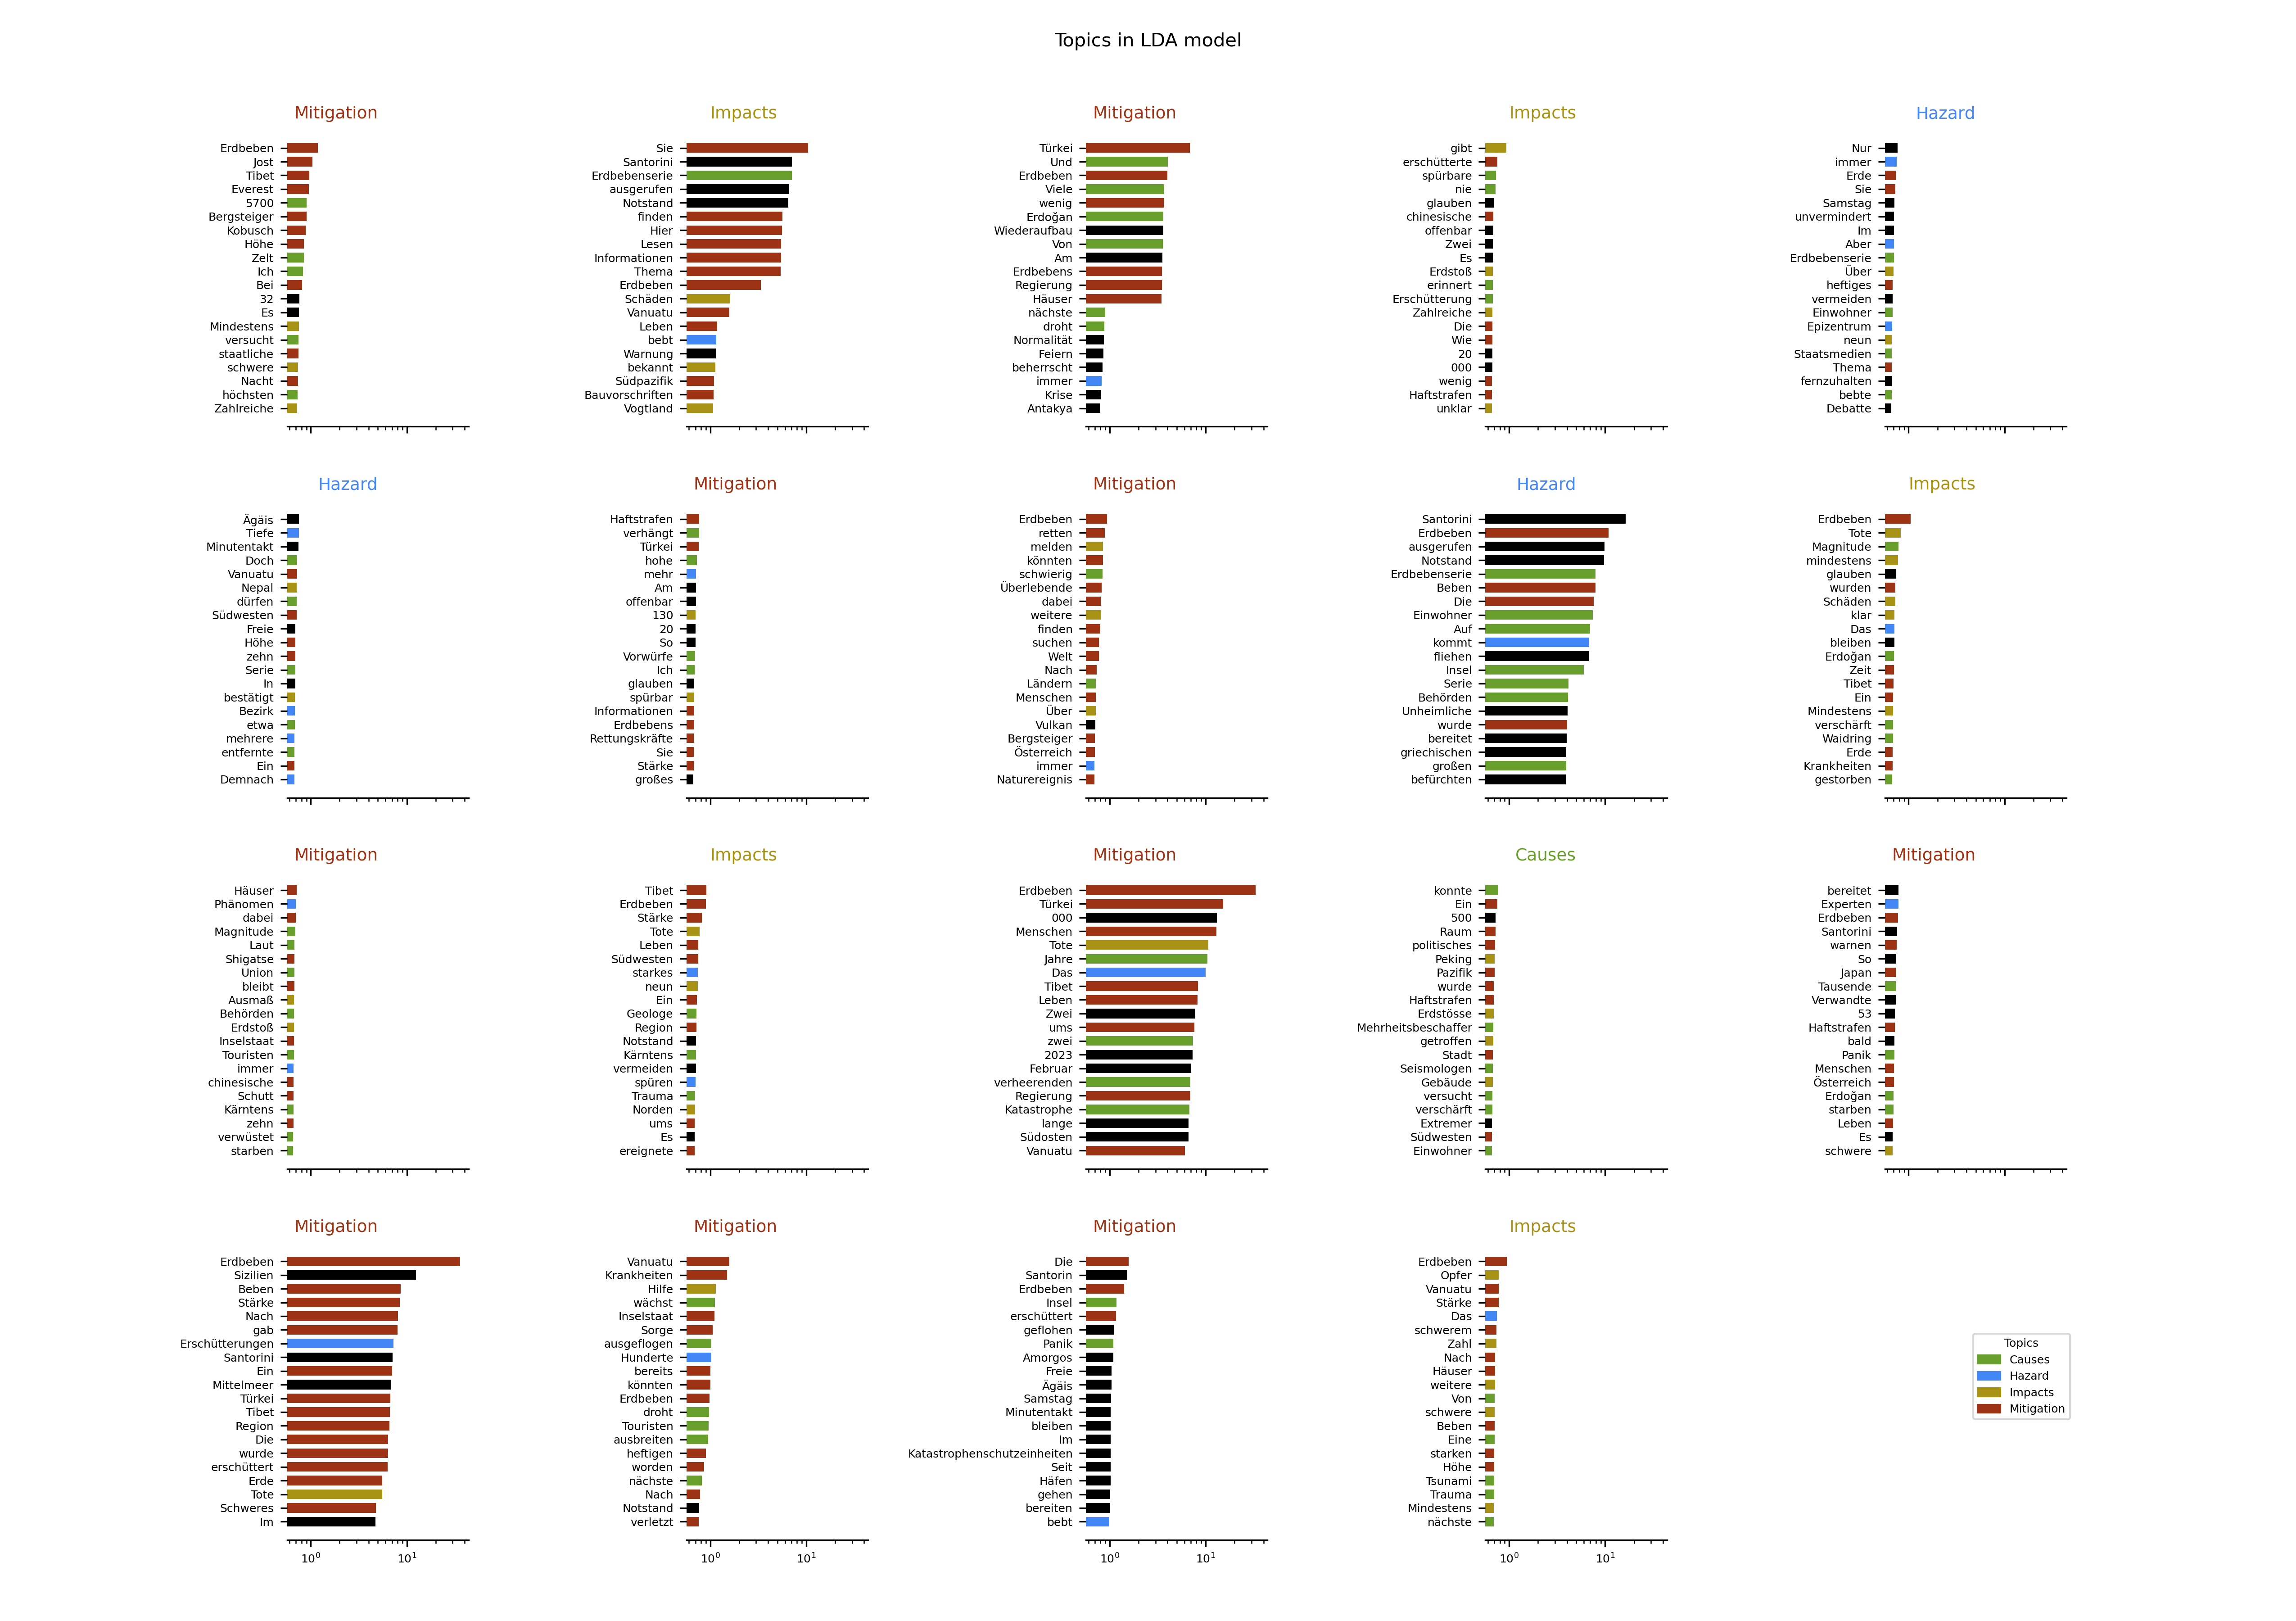 Topics in LDA model
Mitigation
Erdbeben
Jost
Tibet
Everest
5700
Bergsteiger
Kobusch
Höhe
Zelt
Ich
Bei
32
Es
Mindestens
versucht
staatliche
schwere
Nacht
höchsten
Zahlreiche
Impacts
Sie
Santorini
Erdbebenserie
ausgerufen
Notstand
finden
Hier
Lesen
Informationen
Thema
Erdbeben
Schäden
Vanuatu
Leben
bebt
Warnung
bekannt
Südpazifik
Bauvorschriften
Vogtland
Mitigation
Türkei
Und
Erdbeben
Viele
wenig
Erdoğan
Wiederaufbau
Von
Am
Erdbebens
Regierung
Häuser
nächste
droht
Normalität
Feiern
beherrscht
immer
Krise
Antakya
Impacts
gibt
erschütterte
spürbare
nie
glauben
chinesische
offenbar
Zwei
Es
Erdstoß
erinnert
Erschütterung
Zahlreiche
Die
Wie
20
000
wenig
Haftstrafen
unklar
Hazard
Nur
immer
Erde
Sie
Samstag
unvermindert
Im
Aber
Erdbebenserie
Über
heftiges
vermeiden
Einwohner
Epizentrum
neun
Staatsmedien
Thema
fernzuhalten
bebte
Debatte
Hazard
Ägäis
Tiefe
Minutentakt
Doch
Vanuatu
Nepal
dürfen
Südwesten
Freie
Höhe
zehn
Serie
In
bestätigt
Bezirk
etwa
mehrere
entfernte
Ein
Demnach
Mitigation
Haftstrafen
verhängt
Türkei
hohe
mehr
Am
offenbar
130
20
So
Vorwürfe
Ich
glauben
spürbar
Informationen
Erdbebens
Rettungskräfte
Sie
Stärke
großes
Mitigation
Erdbeben
retten
melden
könnten
schwierig
Überlebende
dabei
weitere
finden
suchen
Welt
Nach
Ländern
Menschen
Über
Vulkan
Bergsteiger
Österreich
immer
Naturereignis
Hazard
Santorini
Erdbeben
ausgerufen
Notstand
Erdbebenserie
Beben
Die
Einwohner
Auf
kommt
fliehen
Insel
Serie
Behörden
Unheimliche
wurde
bereitet
griechischen
großen
befürchten
Impacts
Erdbeben
Tote
Magnitude
mindestens
glauben
wurden
Schäden
klar
Das
bleiben
Erdoğan
Zeit
Tibet
Ein
Mindestens
verschärft
Waidring
Erde
Krankheiten
gestorben
Mitigation
Häuser
Phänomen
dabei
Magnitude
Laut
Shigatse
Union
bleibt
Ausmaß
Behörden
Erdstoß
Inselstaat
Touristen
immer
chinesische
Schutt
Kärntens
zehn
verwüstet
starben
Impacts
Tibet
Erdbeben
Stärke
Tote
Leben
Südwesten
starkes
neun
Ein
Geologe
Region
Notstand
Kärntens
vermeiden
spüren
Trauma
Norden
ums
Es
ereignete
Mitigation
Erdbeben
Türkei
000
Menschen
Tote
Jahre
Das
Tibet
Leben
Zwei
ums
zwei
2023
Februar
verheerenden
Regierung
Katastrophe
lange
Südosten
Vanuatu
Causes
konnte
Ein
500
Raum
politisches
Peking
Pazifik
wurde
Haftstrafen
Erdstösse
Mehrheitsbeschaffer
getroffen
Stadt
Seismologen
Gebäude
versucht
verschärft
Extremer
Südwesten
Einwohner
Mitigation
bereitet
Experten
Erdbeben
Santorini
warnen
So
Japan
Tausende
Verwandte
53
Haftstrafen
bald
Panik
Menschen
Österreich
Erdoğan
starben
Leben
Es
schwere
Mitigation
Erdbeben
Sizilien
Beben
Stärke
Nach
gab
Erschütterungen
Santorini
Ein
Mittelmeer
Türkei
Tibet
Region
Die
wurde
erschüttert
Erde
Tote
Schweres
Im
10⁰ 10¹
Mitigation
Vanuatu
Krankheiten
Hilfe
wächst
Inselstaat
Sorge
ausgeflogen
Hunderte
bereits
könnten
Erdbeben
droht
Touristen
ausbreiten
heftigen
worden
nächste
Nach
Notstand
verletzt
10⁰ 10¹
Mitigation
Die
Santorin
Erdbeben
Insel
erschüttert
geflohen
Panik
Amorgos
Freie
Ägäis
Samstag
Minutentakt
bleiben
Im
Katastrophenschutzeinheiten
Seit
Häfen
gehen
bereiten
bebt
10⁰ 10¹
Impacts
Erdbeben
Opfer
Vanuatu
Stärke
Das
schwerem
Zahl
Nach
Häuser
weitere
Von
schwere
Beben
Eine
starken
Höhe
Tsunami
Trauma
Mindestens
nächste
10⁰ 10¹
Topics
Causes
Hazard
Impacts
Mitigation